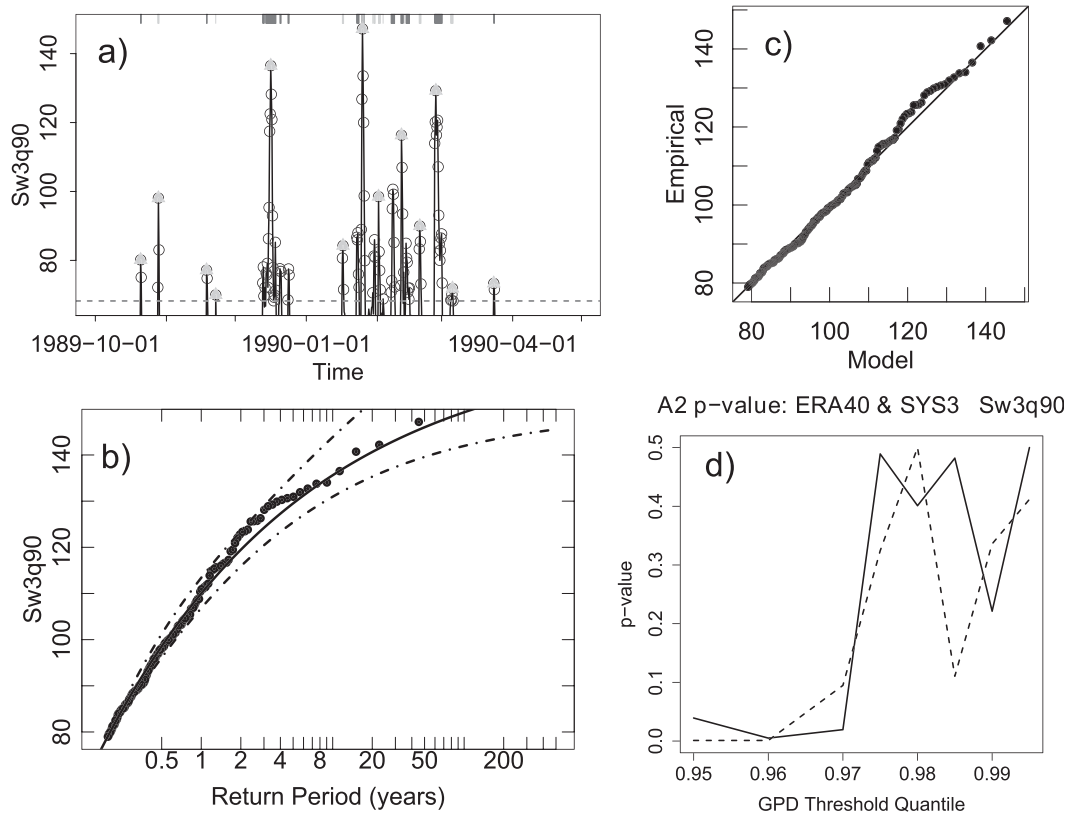 a)
Sw3q90
140
120
100
80
1989−10−01
1990−01−01
1990−04−01
Time
c)
Empirical
140
120
100
80
80
100
120
140
Model
b)
Sw3q90
140
120
100
80
0.5
1
2
4
8
20
50
200
Return Period (years)
A2 p−value: ERA40 & SYS3 Sw3q90
d)
p−value
0.5
0.4
0.3
0.2
0.1
0.0
0.95
0.96
0.97
0.98
0.99
GPD Threshold Quantile